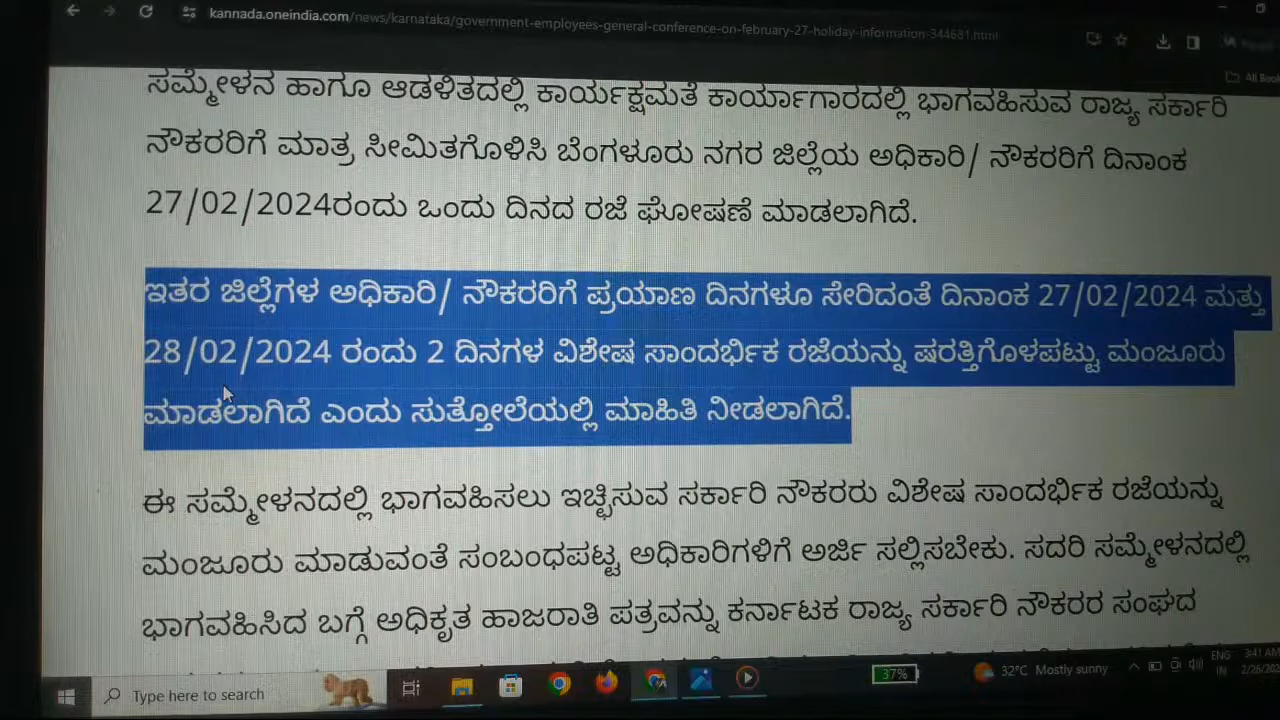 kannada.oneindia.com/news/karnataka/government-employees-general-conference-on-february-27-holiday-information-344681.html
All Book
ಸಮ್ಮೇಳನ ಹಾಗೂ ಆಡಳಿತದಲ್ಲಿ ಕಾರ್ಯಕ್ಷಮತೆ ಕಾರ್ಯಾಗಾರದಲ್ಲಿ ಭಾಗವಹಿಸುವ ರಾಜ್ಯ ಸರ್ಕಾರಿ
ನೌಕರರಿಗೆ ಮಾತ್ರ ಸೀಮಿತಗೊಳಿಸಿ ಬೆಂಗಳೂರು ನಗರ ಜಿಲ್ಲೆಯ ಅಧಿಕಾರಿ/ ನೌಕರರಿಗೆ ದಿನಾಂಕ
27/02/2024ರಂದು ಒಂದು ದಿನದ ರಜೆ ಘೋಷಣೆ ಮಾಡಲಾಗಿದೆ.
ಇತರ ಜಿಲ್ಲೆಗಳ ಅಧಿಕಾರಿ/ ನೌಕರರಿಗೆ ಪ್ರಯಾಣ ದಿನಗಳೂ ಸೇರಿದಂತೆ ದಿನಾಂಕ 27/02/2024 ಮತ್ತು
28/02/2024 ರಂದು 2 ದಿನಗಳ ವಿಶೇಷ ಸಾಂದರ್ಭಿಕ ರಜೆಯನ್ನು ಷರತ್ತಿಗೊಳಪಟ್ಟು ಮಂಜೂರು
ಮಾಡಲಾಗಿದೆ ಎಂದು ಸುತ್ತೋಲೆಯಲ್ಲಿ ಮಾಹಿತಿ ನೀಡಲಾಗಿದೆ.
ಈ ಸಮ್ಮೇಳನದಲ್ಲಿ ಭಾಗವಹಿಸಲು ಇಚ್ಛಿಸುವ ಸರ್ಕಾರಿ ನೌಕರರು ವಿಶೇಷ ಸಾಂದರ್ಭಿಕ ರಜೆಯನ್ನು
ಮಂಜೂರು ಮಾಡುವಂತೆ ಸಂಬಂಧಪಟ್ಟ ಅಧಿಕಾರಿಗಳಿಗೆ ಅರ್ಜಿ ಸಲ್ಲಿಸಬೇಕು. ಸದರಿ ಸಮ್ಮೇಳನದಲ್ಲಿ
ಭಾಗವಹಿಸಿದ ಬಗ್ಗೆ ಅಧಿಕೃತ ಹಾಜರಾತಿ ಪತ್ರವನ್ನು ಕರ್ನಾಟಕ ರಾಜ್ಯ ಸರ್ಕಾರಿ ನೌಕರರ ಸಂಘದ
Type here to search
37%
32°C Mostly sunny
ENG
IN
3:41 AM